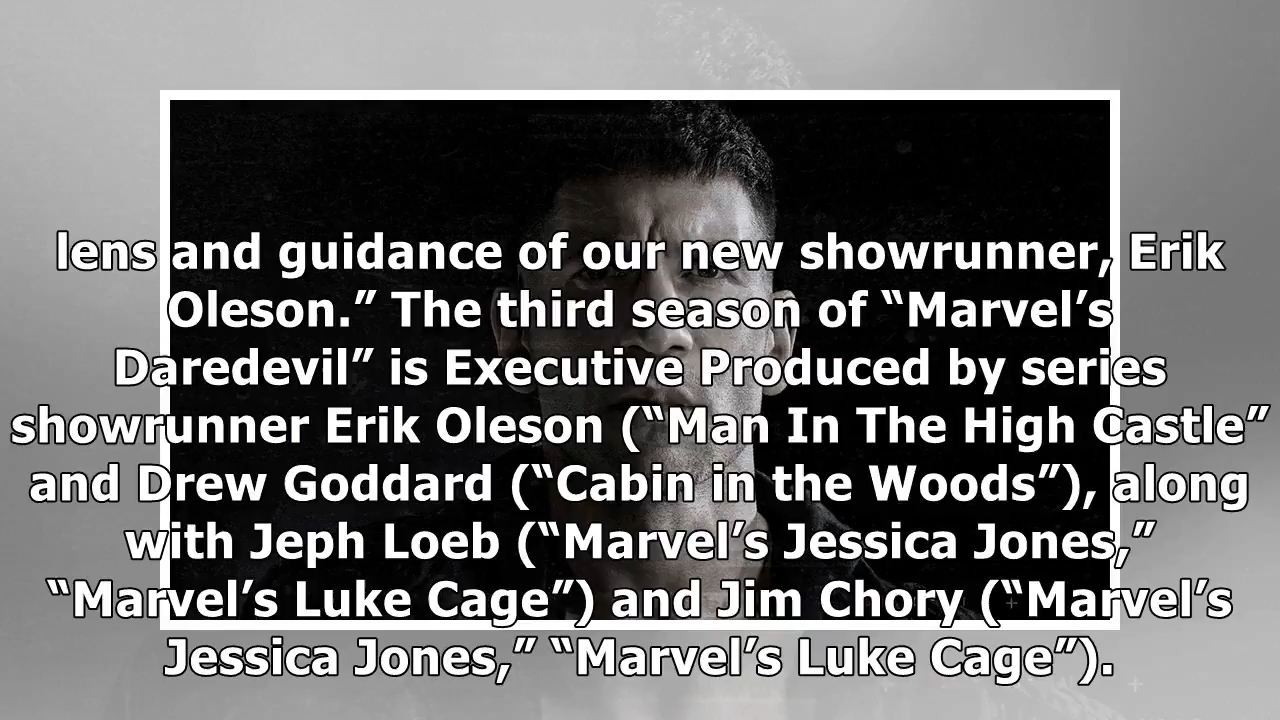 lens and guidance of our new showrunner, Erik
Oleson.” The third season of “Marvel’s
Daredevil” is Executive Produced by series
showrunner Erik Oleson (“Man In The High Castle”
and Drew Goddard (“Cabin in the Woods”), along
with Jeph Loeb (“Marvel’s Jessica Jones,”
“Marvel’s Luke Cage”) and Jim Chory (“Marvel’s
Jessica Jones,” “Marvel’s Luke Cage”).